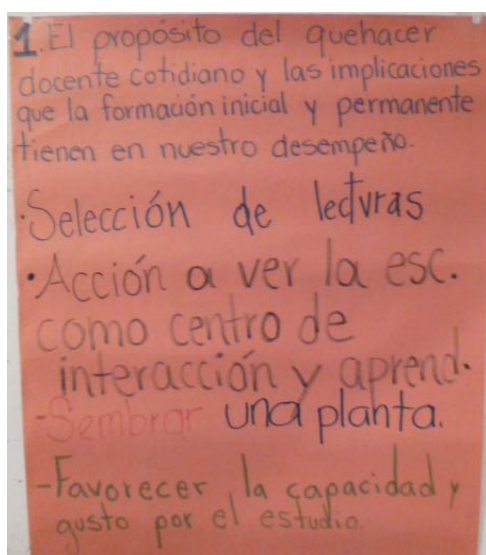 1. El propósito del quehacer
docente cotidiano y las implicaciones
que la formación inicial y permanente
tienen en nuestro desempeño.
·Selección de lecturas
·Acción a ver la esc.
como centro de
interacción y aprend.
-Sembrar una planta.
-Favorecer la capacidad y
gusto por el estudio.